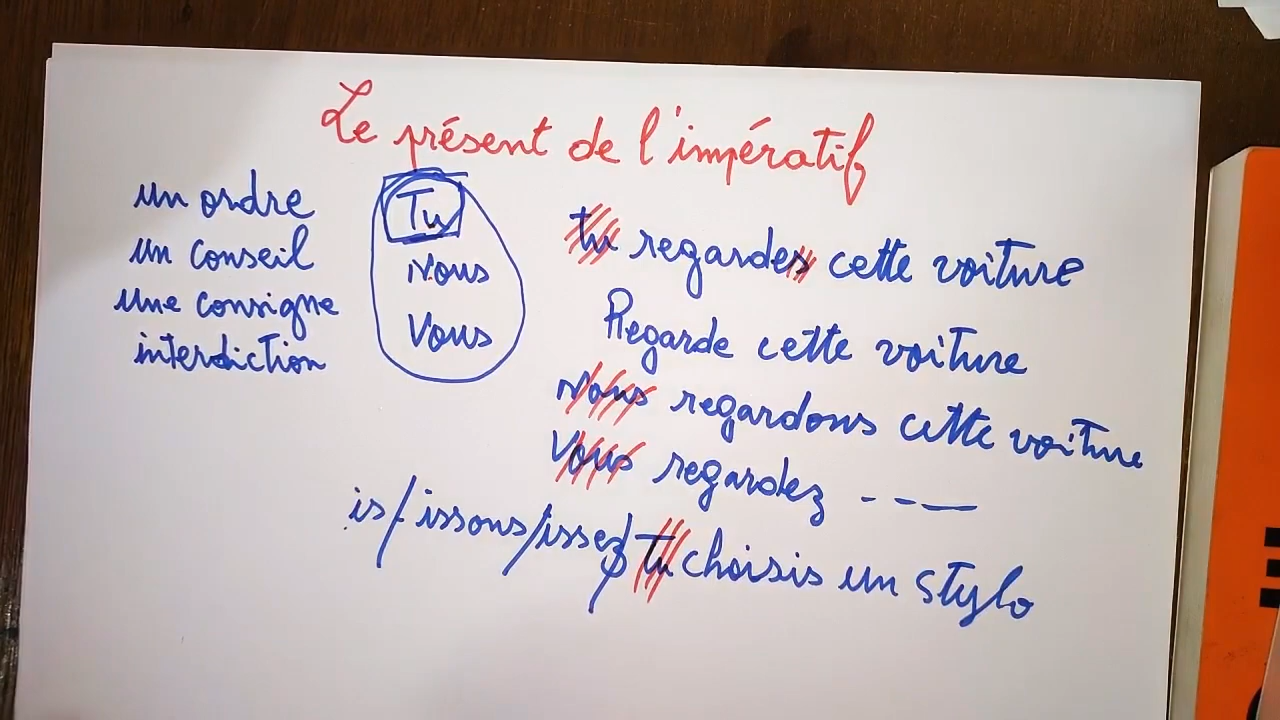 Le présent de l'impératif
un ordre
un conseil
une consigne
interdiction
Tu
Nous
Vous
tu regardes cette voiture
Regarde cette voiture
Nous regardons cette voiture
Vous regardez - - —
is/issons/issez/ Tu choisis un stylo